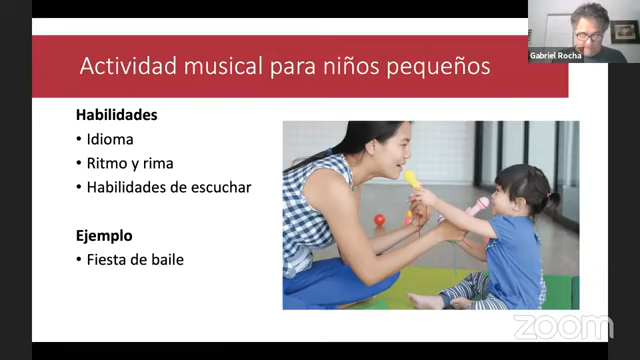 Actividad musical para niños pequeños
Gabriel Rocha
Habilidades
• Idioma
• Ritmo y rima
• Habilidades de escuchar
Ejemplo
• Fiesta de baile
zoom